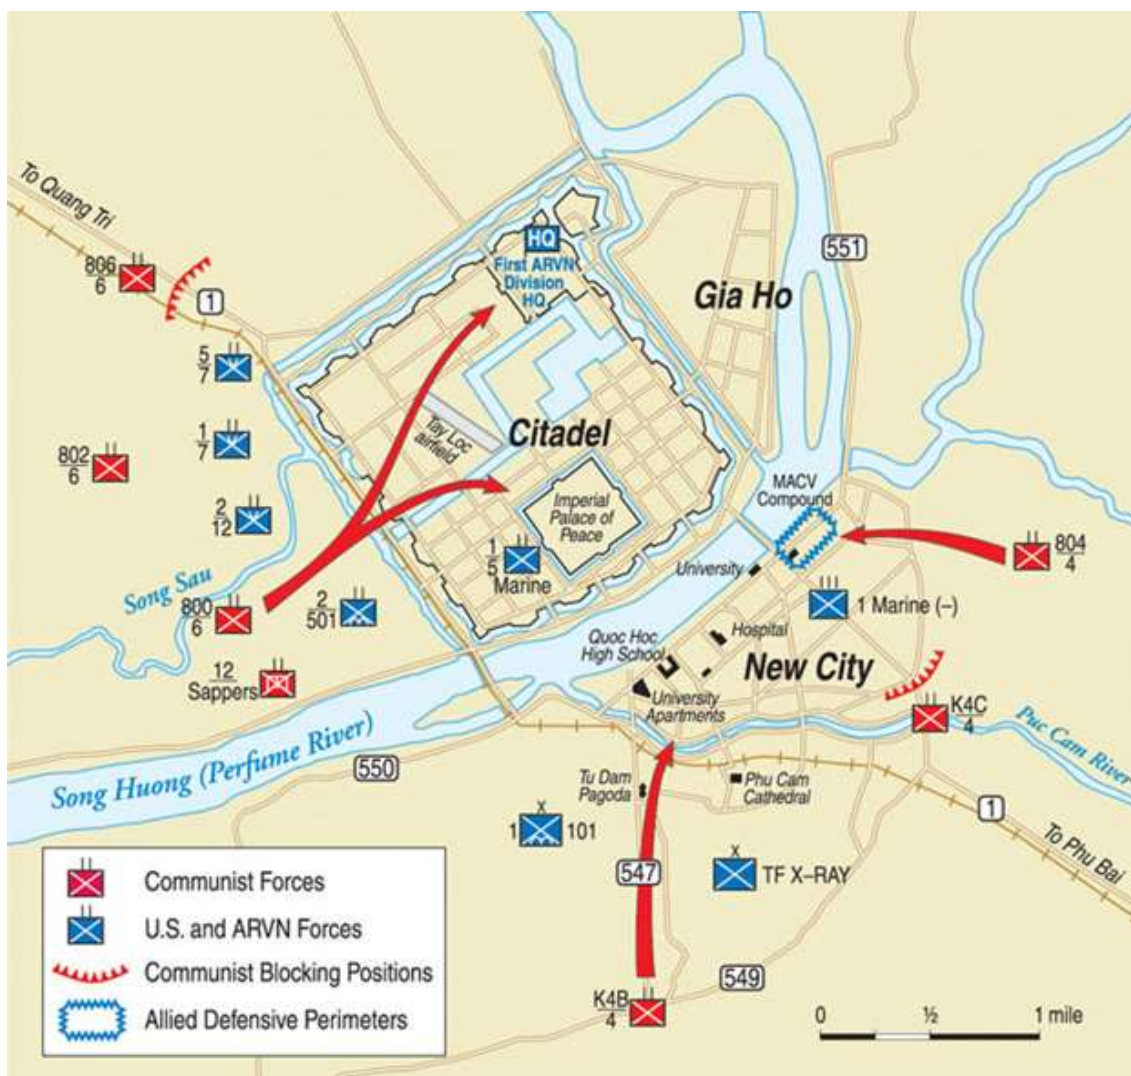 To Quang Tri
806
6
1
5
7
1
7
802
6
2
12
Song Sau
800
6
2
501
12
Sappers
HQ
First ARVN
Division
HQ
Gia Ho
551
Tay Loc
airfield
Citadel
Imperial
Palace of
Peace
1
5
Marine
MACV
Compound
804
4
University
1 Marine (–)
Hospital
Quoc Hoc
High School
New City
University
Apartments
K4C
4
Puc Cam River
Song Huong (Perfume River)
550
Tu Dam
Pagoda
Phu Cam
Cathedral
1
To Phu Bai
1
101
547
TF X–RAY
549
K4B
4
Communist Forces
U.S. and ARVN Forces
Communist Blocking Positions
Allied Defensive Perimeters
0
½
1 mile